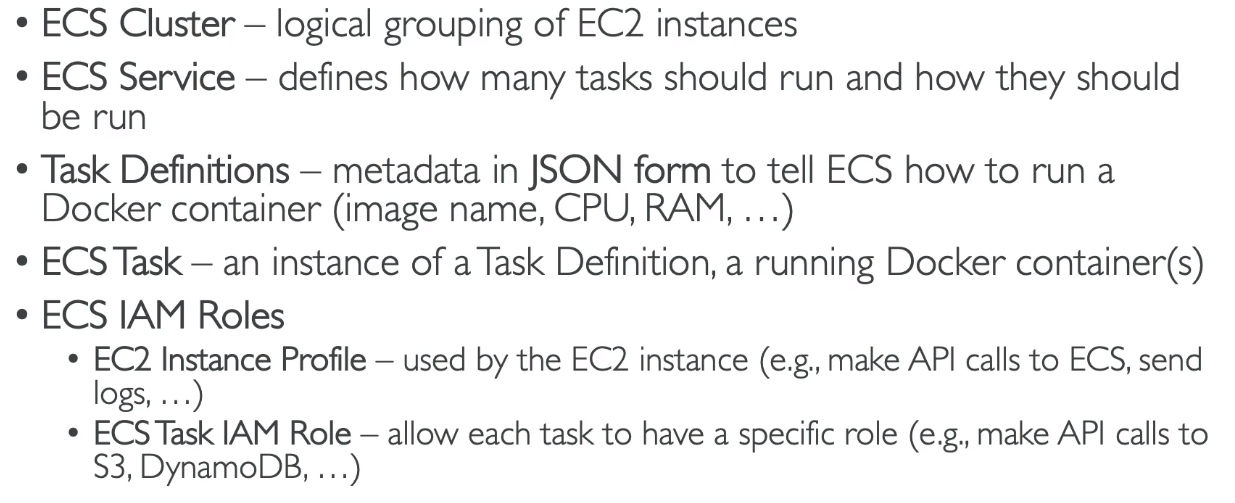 • ECS Cluster – logical grouping of EC2 instances
• ECS Service – defines how many tasks should run and how they should
be run
• Task Definitions – metadata in JSON form to tell ECS how to run a
Docker container (image name, CPU, RAM, …)
• ECS Task – an instance of a Task Definition, a running Docker container(s)
• ECS IAM Roles
• EC2 Instance Profile – used by the EC2 instance (e.g., make API calls to ECS, send
logs, …)
• ECS Task IAM Role – allow each task to have a specific role (e.g., make API calls to
S3, DynamoDB, …)